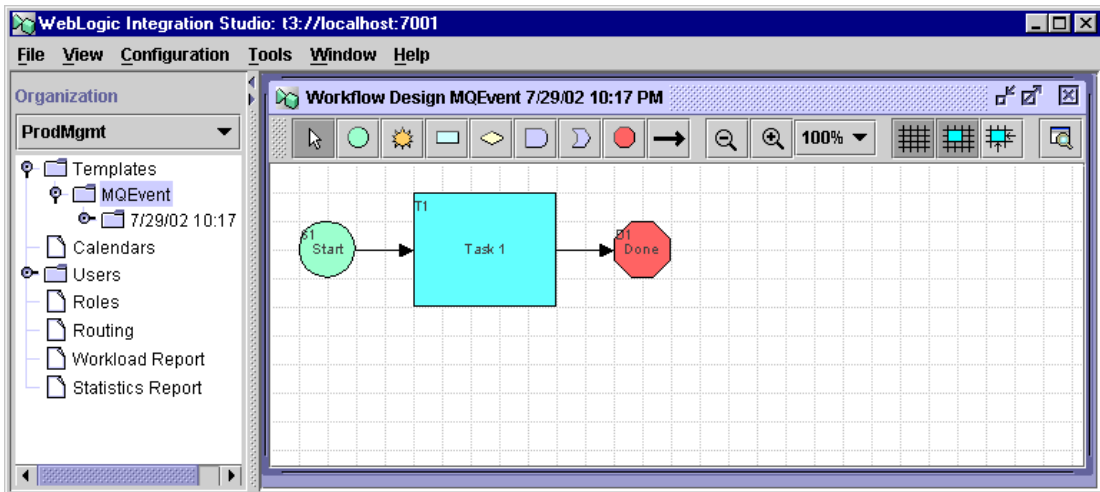 WebLogic Integration Studio: t3://localhost:7001
File View Configuration Tools Window Help
Organization
ProdMgmt
Templates
MQEvent
7/29/02 10:17
Calendars
Users
Roles
Routing
Workload Report
Statistics Report
Workflow Design MQEvent 7/29/02 10:17 PM
100%
S1
Start
T1
Task 1
D1
Done